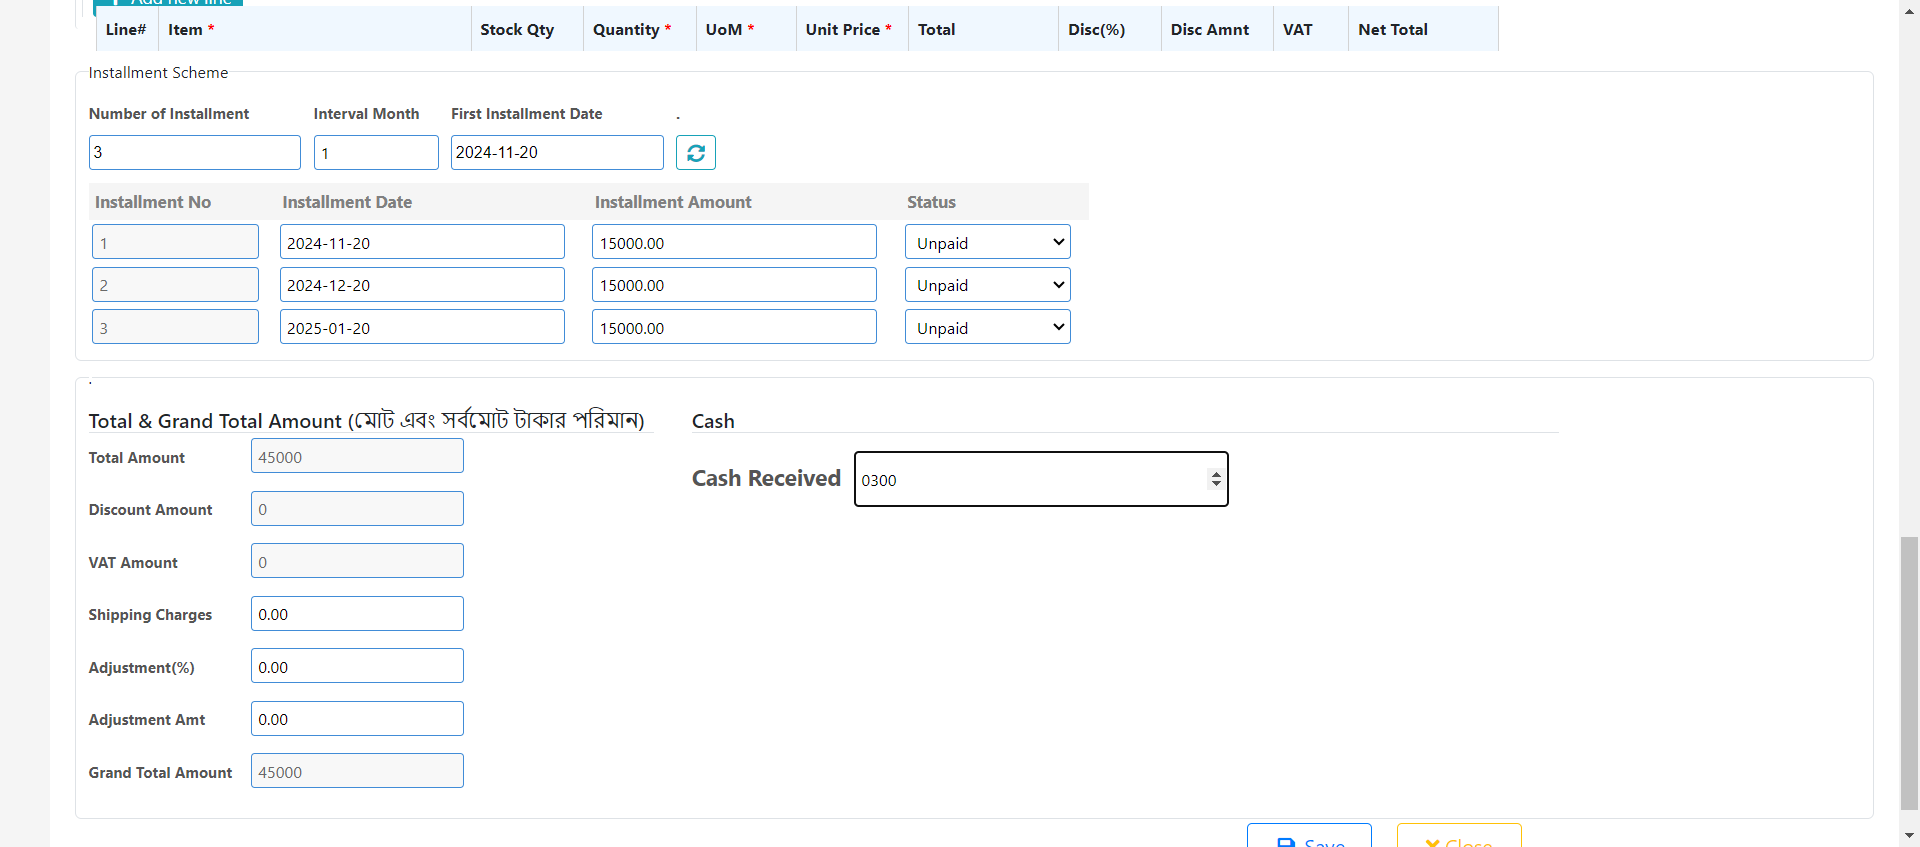 Add new line
Line# Item * Stock Qty Quantity * UoM * Unit Price * Total Disc(%) Disc Amnt VAT Net Total
Installment Scheme
Number of Installment Interval Month First Installment Date .
3 1 2024-11-20
Installment No Installment Date Installment Amount Status
1 2024-11-20 15000.00 Unpaid
2 2024-12-20 15000.00 Unpaid
3 2025-01-20 15000.00 Unpaid
.
Total & Grand Total Amount (মোট এবং সর্বমোট টাকার পরিমান) Cash
Total Amount 45000
Cash Received 0300
Discount Amount 0
VAT Amount 0
Shipping Charges 0.00
Adjustment(%) 0.00
Adjustment Amt 0.00
Grand Total Amount 45000
Save Close